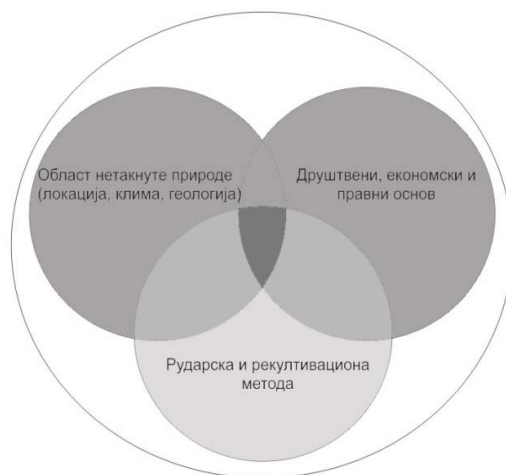 Област нетакнуте природе
(локација, клима, геологија)
Друштвени, економски и
правни основ
Рударска и рекултивациона
метода